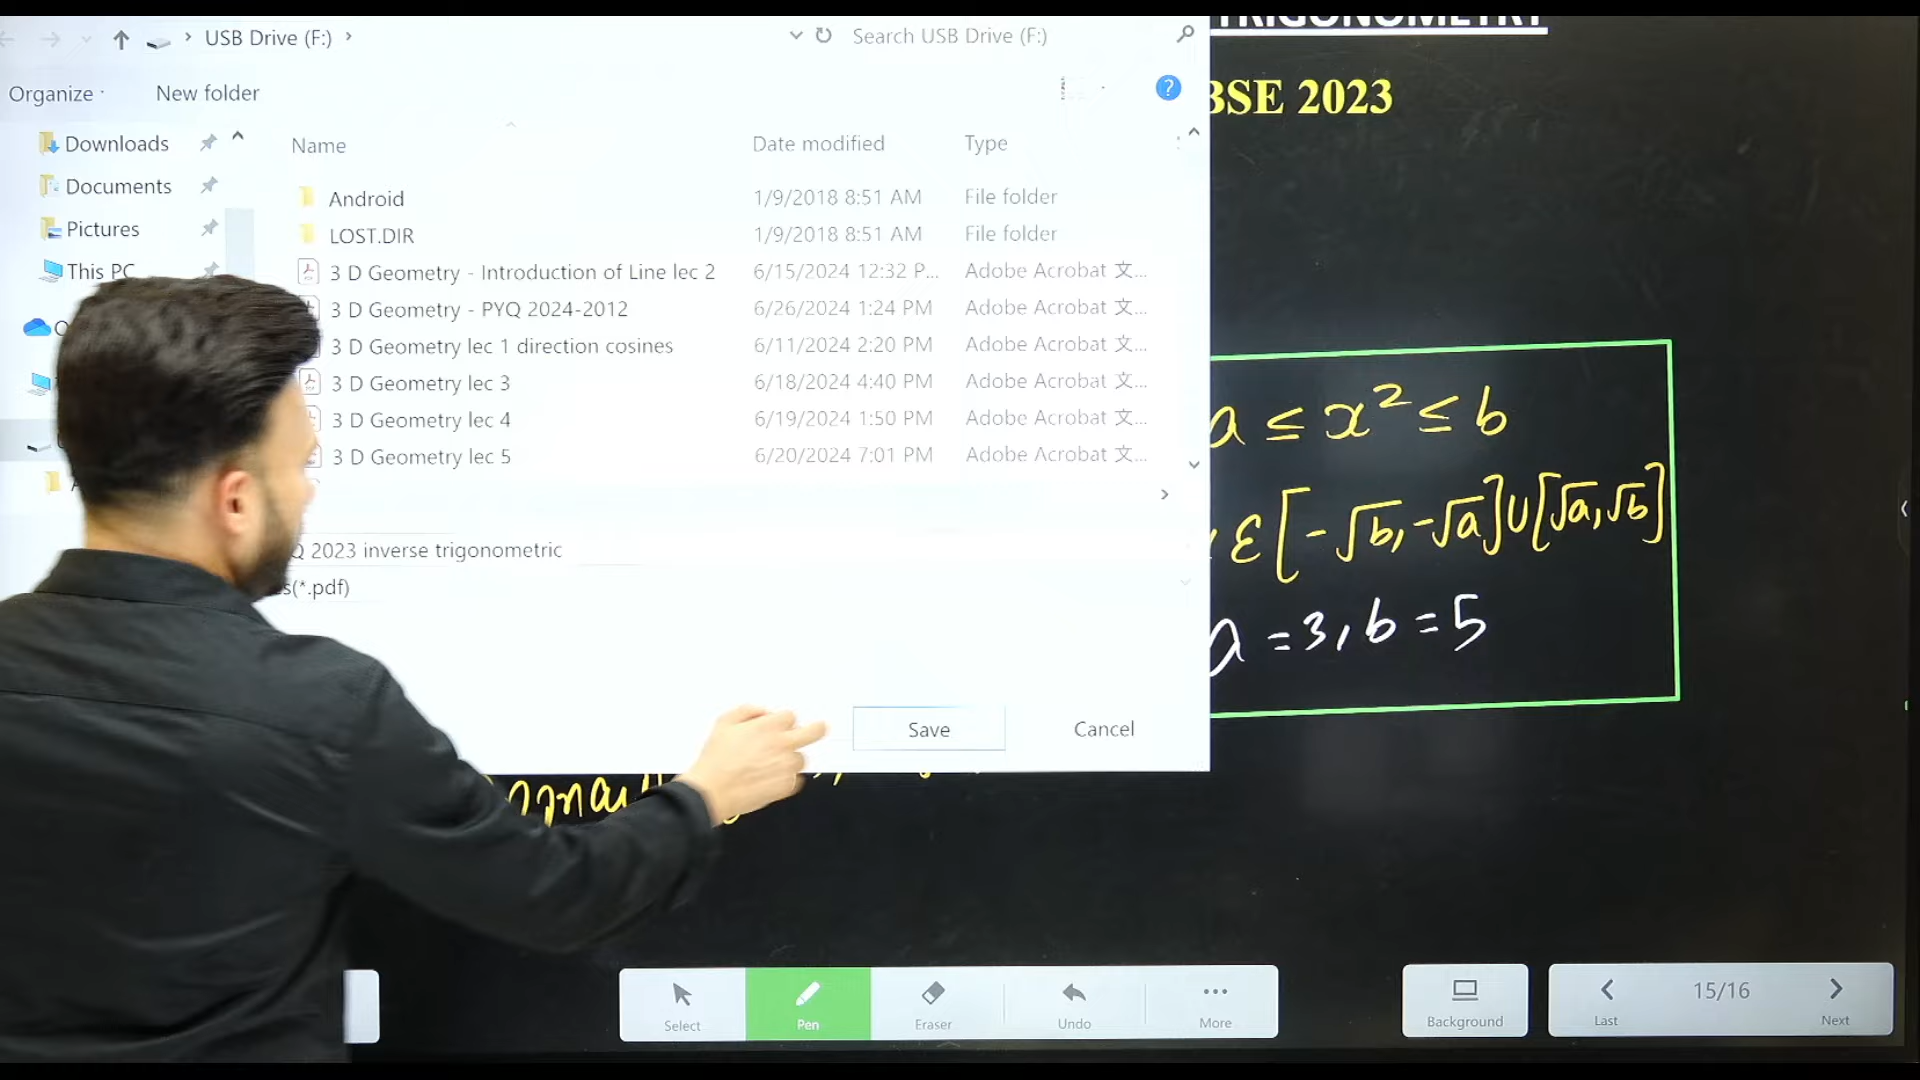 TRIGONOMETRY
USB Drive (F:)
Search USB Drive (F:)
BSE 2023
Organize
New folder
?
Name
Date modified
Type
Downloads
Documents
Pictures
This PC
Android 1/9/2018 8:51 AM File folder
LOST.DIR 1/9/2018 8:51 AM File folder
3 D Geometry - Introduction of Line lec 2 6/15/2024 12:32 P... Adobe Acrobat 文...
3 D Geometry - PYQ 2024-2012 6/26/2024 1:24 PM Adobe Acrobat 文...
3 D Geometry lec 1 direction cosines 6/11/2024 2:20 PM Adobe Acrobat 文...
3 D Geometry lec 3 6/18/2024 4:40 PM Adobe Acrobat 文...
3 D Geometry lec 4 6/19/2024 1:50 PM Adobe Acrobat 文...
3 D Geometry lec 5 6/20/2024 7:01 PM Adobe Acrobat 文...
Q 2023 inverse trigonometric
s(*.pdf)
Save
Cancel
a ≤ x² ≤ b
ε [-√b, -√a] U [√a, √b]
a = 3, b = 5
Select
Pen
Eraser
Undo
More
Background
Last
15/16
Next